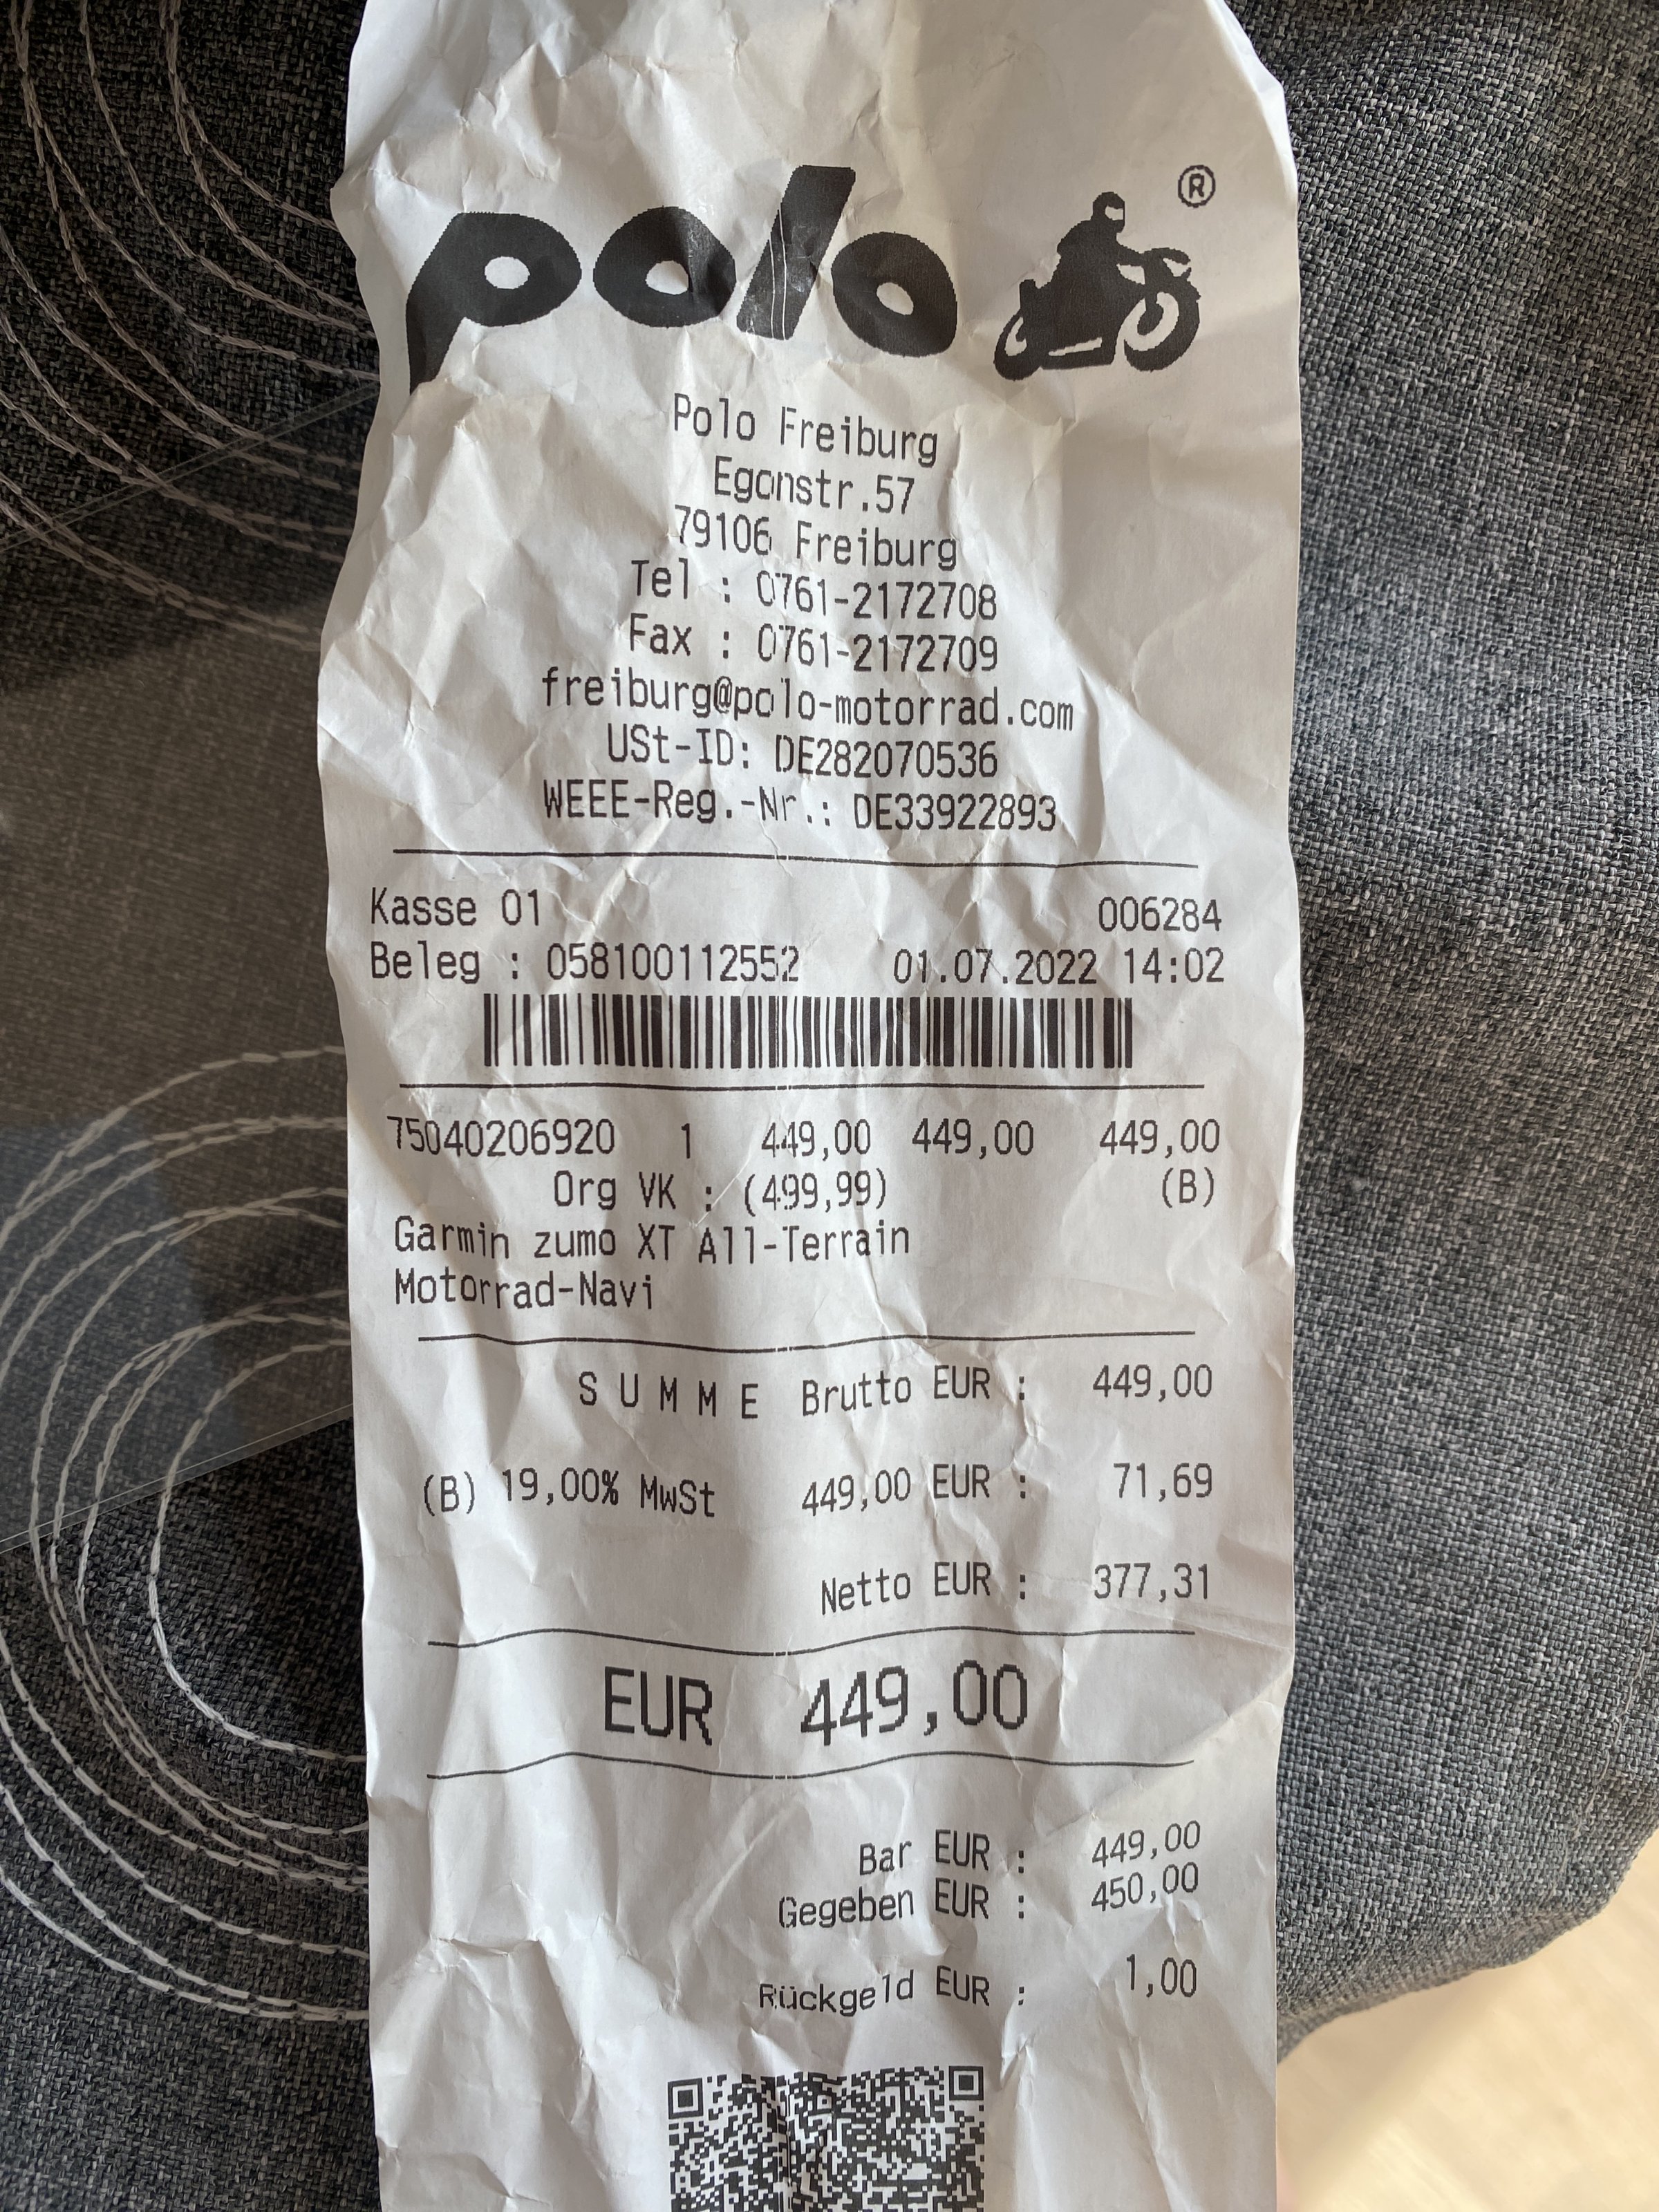 polo ®
Polo Freiburg
Egonstr.57
79106 Freiburg
Tel : 0761-2172708
Fax : 0761-2172709
freiburg@polo-motorrad.com
USt-ID: DE282070536
WEEE-Reg.-Nr.: DE33922893
Kasse 01 006284
Beleg : 058100112552 01.07.2022 14:02
75040206920 1 449,00 449,00 449,00
Org VK : (499,99) (B)
Garmin zumo XT All-Terrain
Motorrad-Navi
S U M M E Brutto EUR : 449,00
(B) 19,00% MwSt 449,00 EUR : 71,69
Netto EUR : 377,31
EUR 449,00
Bar EUR : 449,00
Gegeben EUR : 450,00
Rückgeld EUR : 1,00